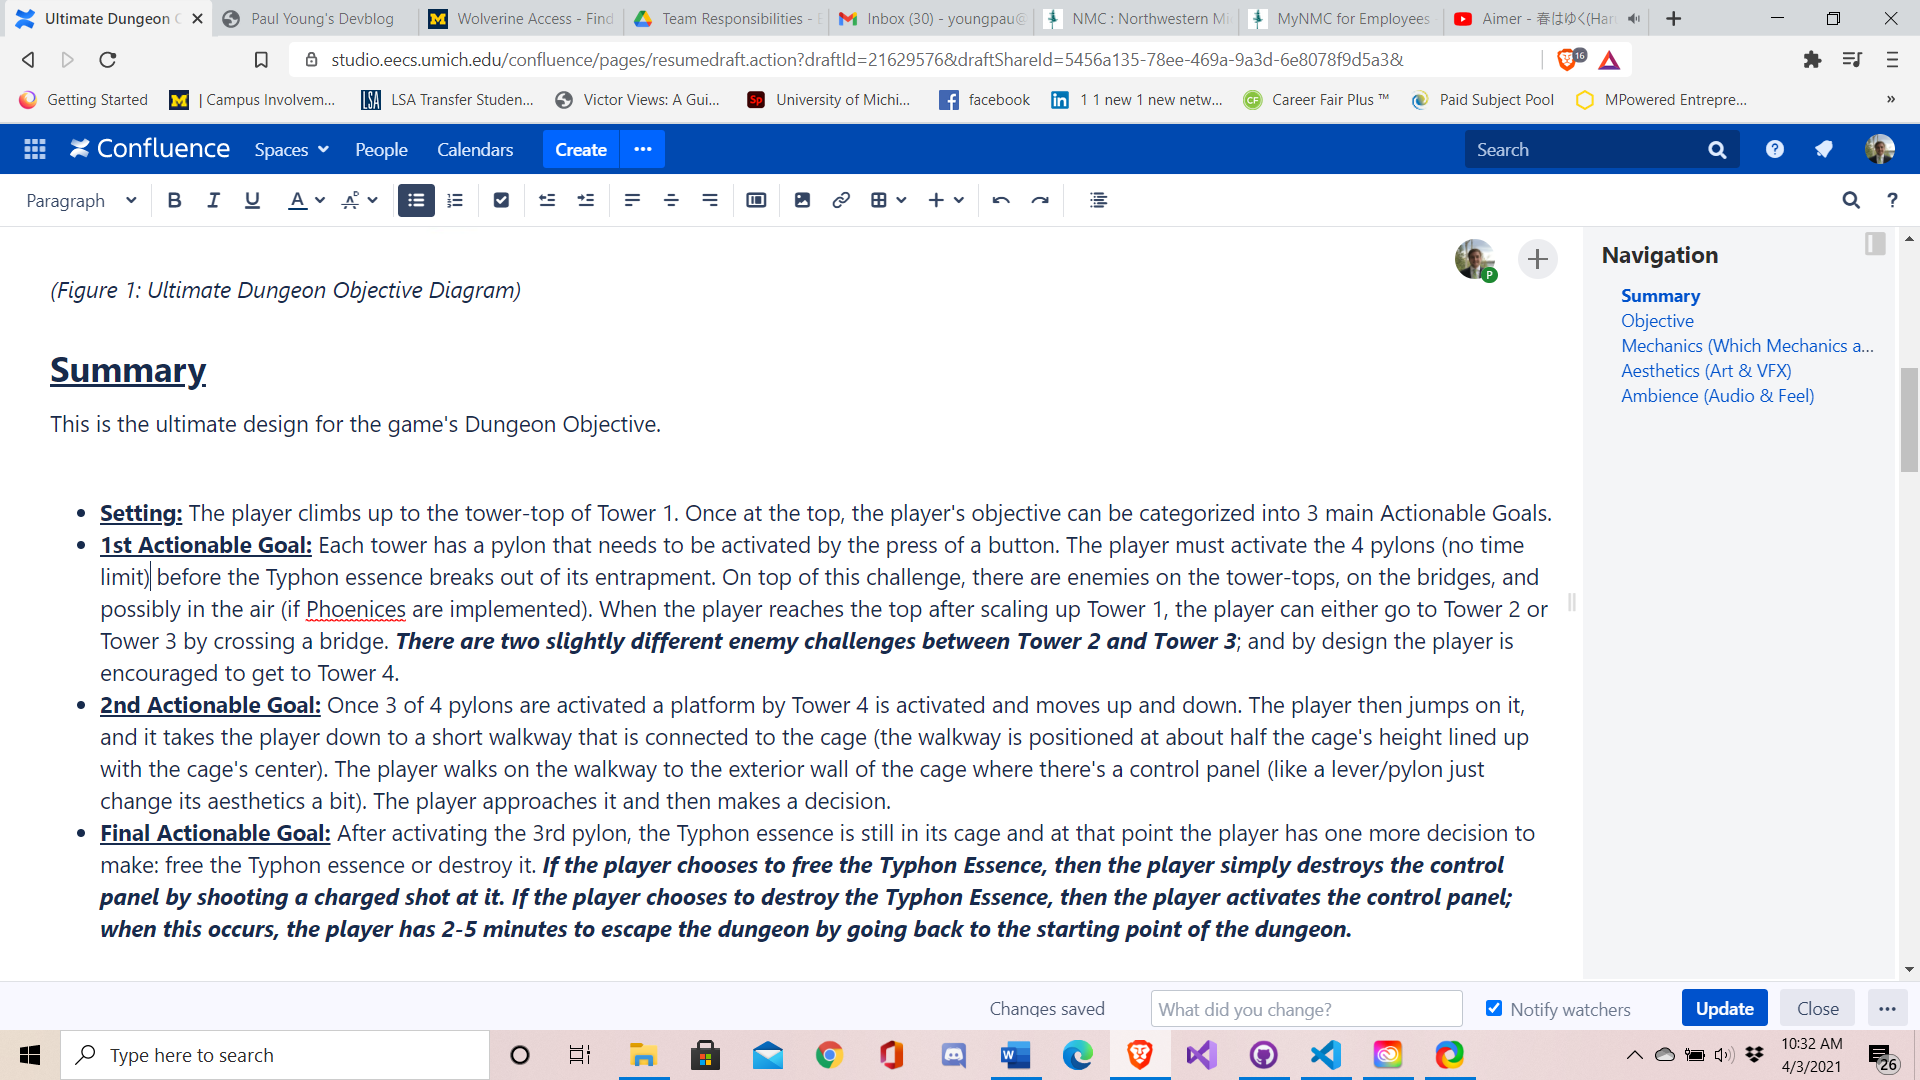 Ultimate Dungeon
Paul Young's Devblog
Wolverine Access - Find
Team Responsibilities -
Inbox (30) - youngpau@
NMC : Northwestern Mi
MyNMC for Employees
Aimer - 春はゆく(Har
studio.eecs.umich.edu/confluence/pages/resumedraft.action?draftId=21629576&draftShareId=5456a135-78ee-469a-9a3d-6e8078f9d5a3&
16
Getting Started
| Campus Involvem...
LSA Transfer Studen...
Victor Views: A Gui...
University of Michi...
facebook
1 1 new 1 new netw...
Career Fair Plus ™
Paid Subject Pool
MPowered Entrepre...
»
Confluence
Spaces
People
Calendars
Create
Search
Paragraph
(Figure 1: Ultimate Dungeon Objective Diagram)
Summary
This is the ultimate design for the game's Dungeon Objective.
• Setting: The player climbs up to the tower-top of Tower 1. Once at the top, the player's objective can be categorized into 3 main Actionable Goals.
• 1st Actionable Goal: Each tower has a pylon that needs to be activated by the press of a button. The player must activate the 4 pylons (no time
limit) before the Typhon essence breaks out of its entrapment. On top of this challenge, there are enemies on the tower-tops, on the bridges, and
possibly in the air (if Phoenices are implemented). When the player reaches the top after scaling up Tower 1, the player can either go to Tower 2 or
Tower 3 by crossing a bridge. There are two slightly different enemy challenges between Tower 2 and Tower 3; and by design the player is
encouraged to get to Tower 4.
• 2nd Actionable Goal: Once 3 of 4 pylons are activated a platform by Tower 4 is activated and moves up and down. The player then jumps on it,
and it takes the player down to a short walkway that is connected to the cage (the walkway is positioned at about half the cage's height lined up
with the cage's center). The player walks on the walkway to the exterior wall of the cage where there's a control panel (like a lever/pylon just
change its aesthetics a bit). The player approaches it and then makes a decision.
• Final Actionable Goal: After activating the 3rd pylon, the Typhon essence is still in its cage and at that point the player has one more decision to
make: free the Typhon essence or destroy it. If the player chooses to free the Typhon Essence, then the player simply destroys the control
panel by shooting a charged shot at it. If the player chooses to destroy the Typhon Essence, then the player activates the control panel;
when this occurs, the player has 2-5 minutes to escape the dungeon by going back to the starting point of the dungeon.
Navigation
Summary
Objective
Mechanics (Which Mechanics a...
Aesthetics (Art & VFX)
Ambience (Audio & Feel)
Changes saved
What did you change?
Notify watchers
Update
Close
Type here to search
10:32 AM
4/3/2021
26